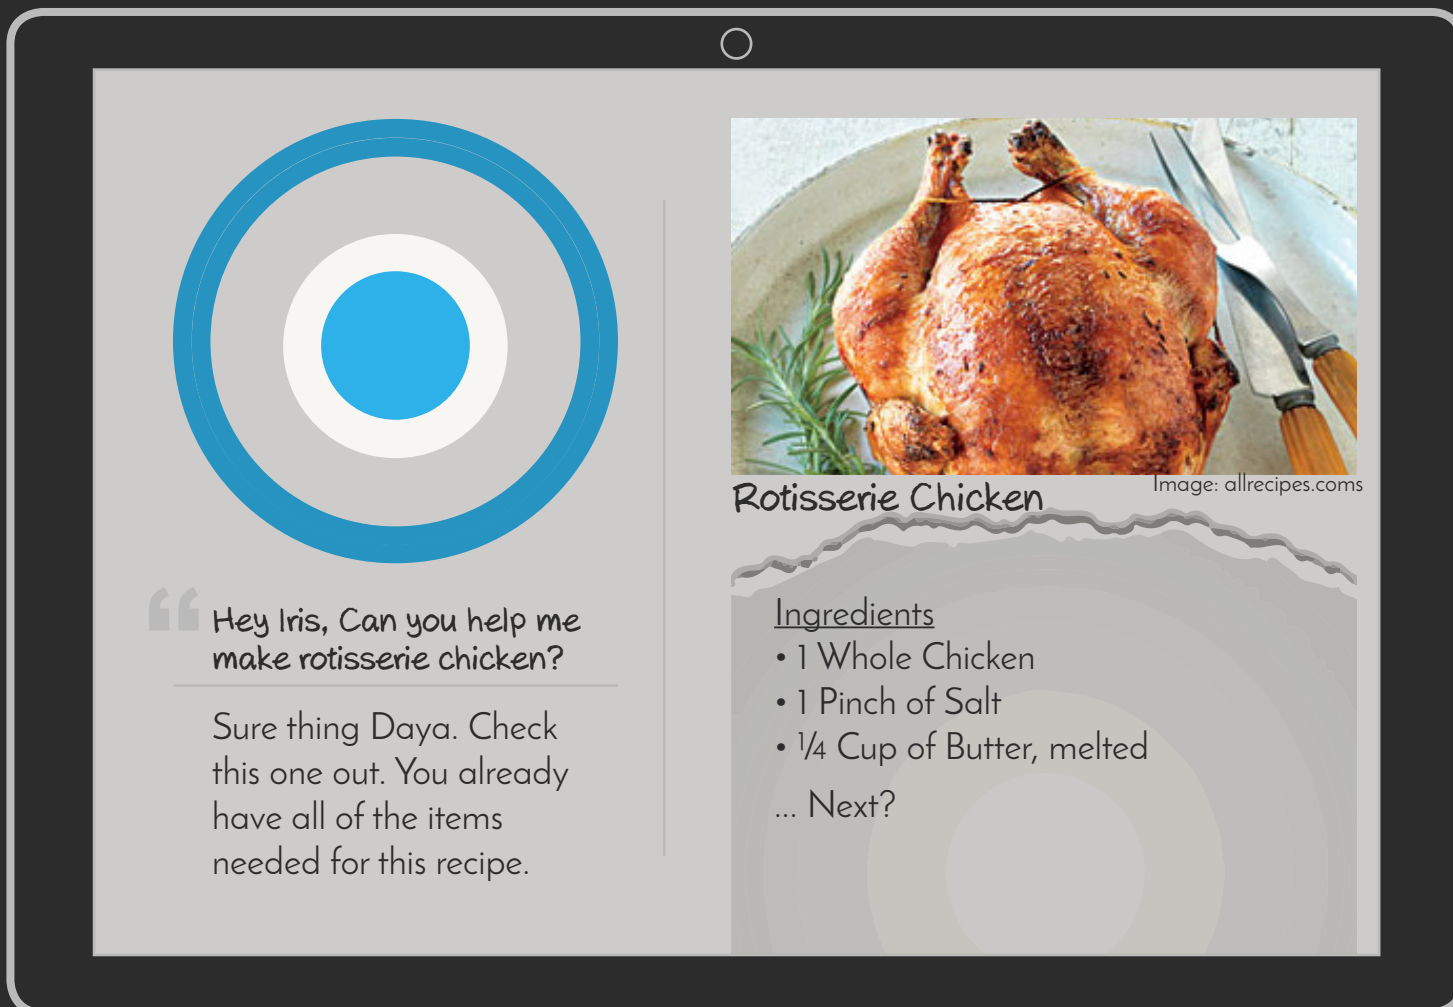 Hey Iris, Can you help me
make rotisserie chicken?
Sure thing Daya. Check
this one out. You already
have all of the items
needed for this recipe.
Image: allrecipes.coms
Rotisserie Chicken
Ingredients
• 1 Whole Chicken
• 1 Pinch of Salt
• ¼ Cup of Butter, melted
... Next?